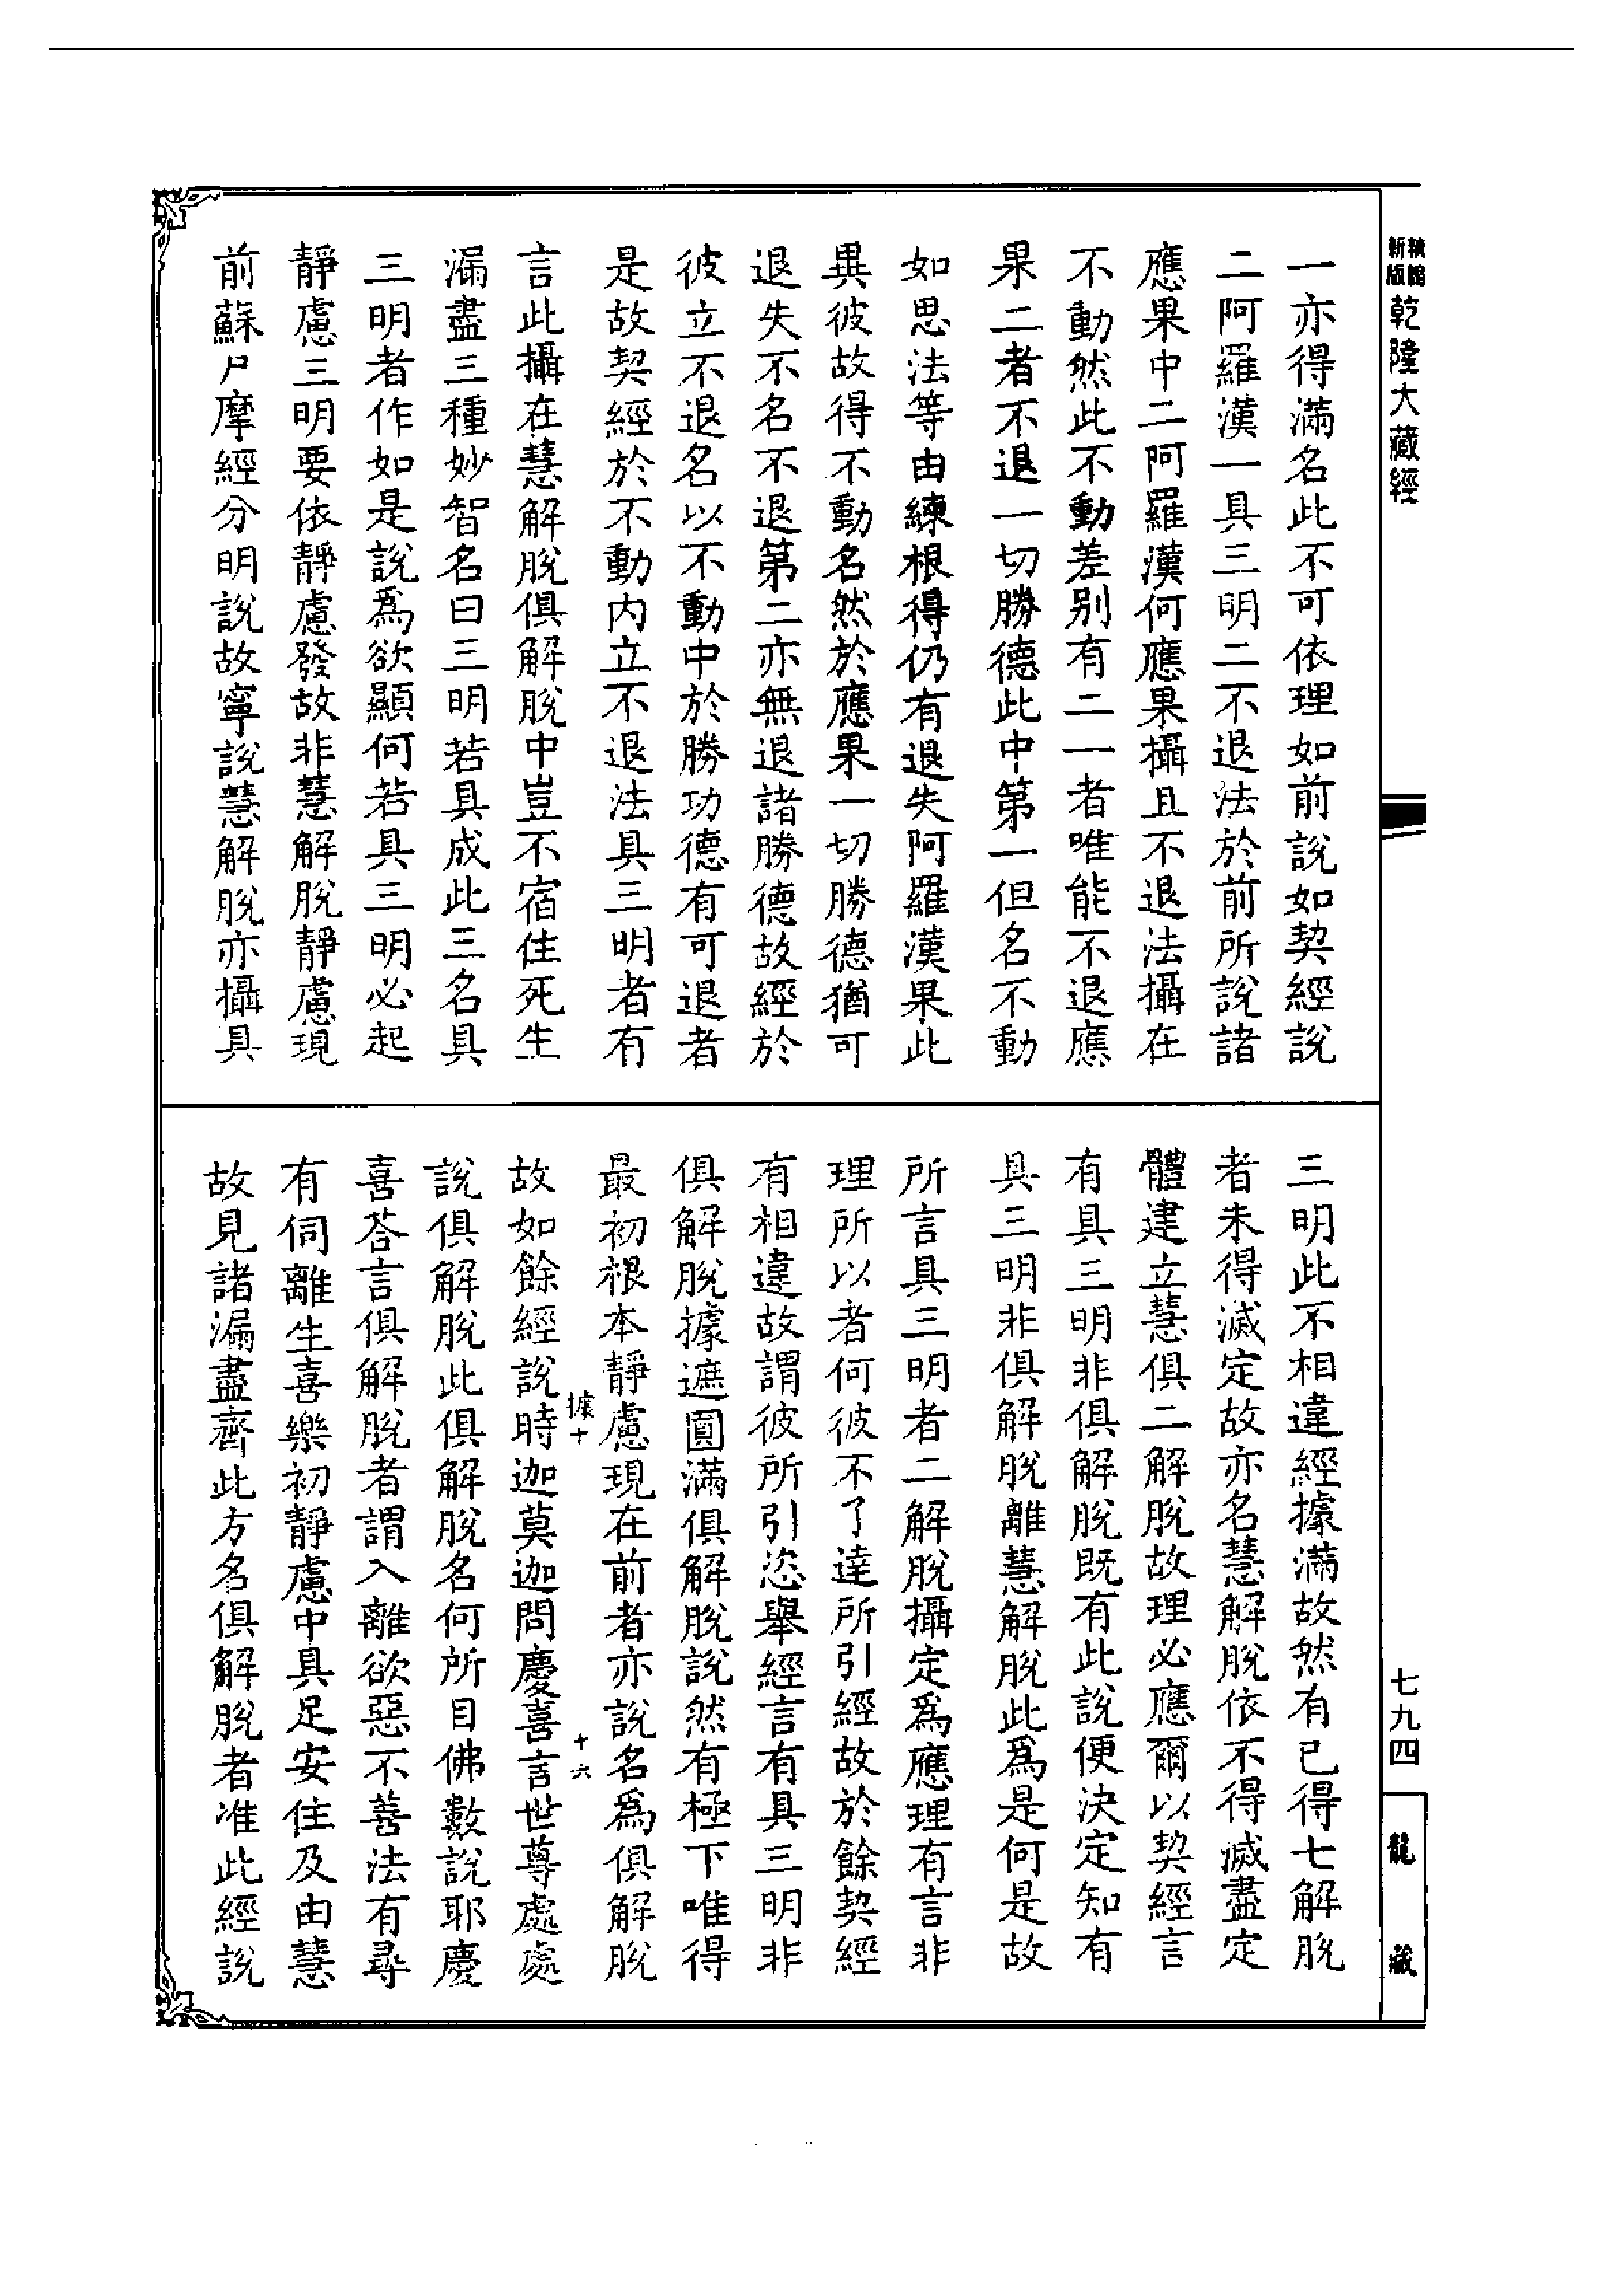 精縮新版
乾隆大藏經
七九四
龍藏
一亦得滿名此不可依理如前說如契經說
二阿羅漢一具三明二不退法於前所說諸
應果中二阿羅漢何應果攝且不退法攝在
不動然此不動差別有二一者唯能不退應
果二者不退一切勝德此中第一但名不動
如思法等由練根得仍有退失阿羅漢果此
異彼故得不動名然於應果一切勝德猶可
退失不名不退第二亦無退諸勝德故經於
彼立不退名以不動中於勝功德有可退者
是故契經於不動內立不退法具三明者有
言此攝在慧解脫俱解脫中豈不宿住死生
漏盡三種妙智名曰三明若具成此三名具
三明者作如是說爲欲顯何若具三明必起
靜慮三明要依靜慮發故非慧解脫靜慮現
前蘇尸摩經分明說故寧說慧解脫亦攝具
三明此不相違經據滿故然有已得七解脫
者未得滅定故亦名慧解脫依不得滅盡定
體建立慧俱二解脫故理必應爾以契經言
有具三明非俱解脫既有此說便決定知有
具三明非俱解脫離慧解脫此爲是何是故
所言具三明者二解脫攝定爲應理有言非
理所以者何彼不了達所引經故於餘契經
有相違故謂彼所引恣舉經言有具三明非
俱解脫據遮圓滿俱解脫說然有極下唯得
最初根本靜慮現在前者亦說名爲俱解脫
據十 十六
故如餘經說時迦莫迦問慶喜言世尊處處
說俱解脫此俱解脫名何所目佛數說耶慶
喜荅言俱解脫者謂入離欲惡不善法有尋
有伺離生喜樂初靜慮中具足安住及由慧
故見諸漏盡齊此方名俱解脫者准此經說